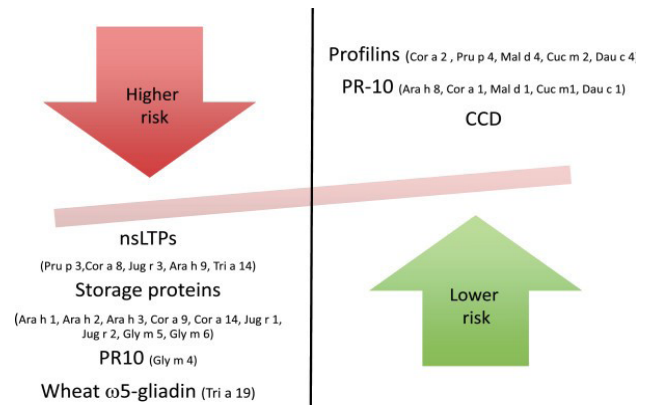 Higher
risk
nsLTPs
(Pru p 3,Cor a 8, Jug r 3, Ara h 9, Tri a 14)
Storage proteins
(Ara h 1, Ara h 2, Ara h 3, Cor a 9, Cor a 14, Jug r 1,
Jug r 2, Gly m 5, Gly m 6)
PR10 (Gly m 4)
Wheat ω5-gliadin (Tri a 19)
Profilins (Cor a 2 , Pru p 4, Mal d 4, Cuc m 2, Dau c 4)
PR-10 (Ara h 8, Cor a 1, Mal d 1, Cuc m1, Dau c 1)
CCD
Lower
risk